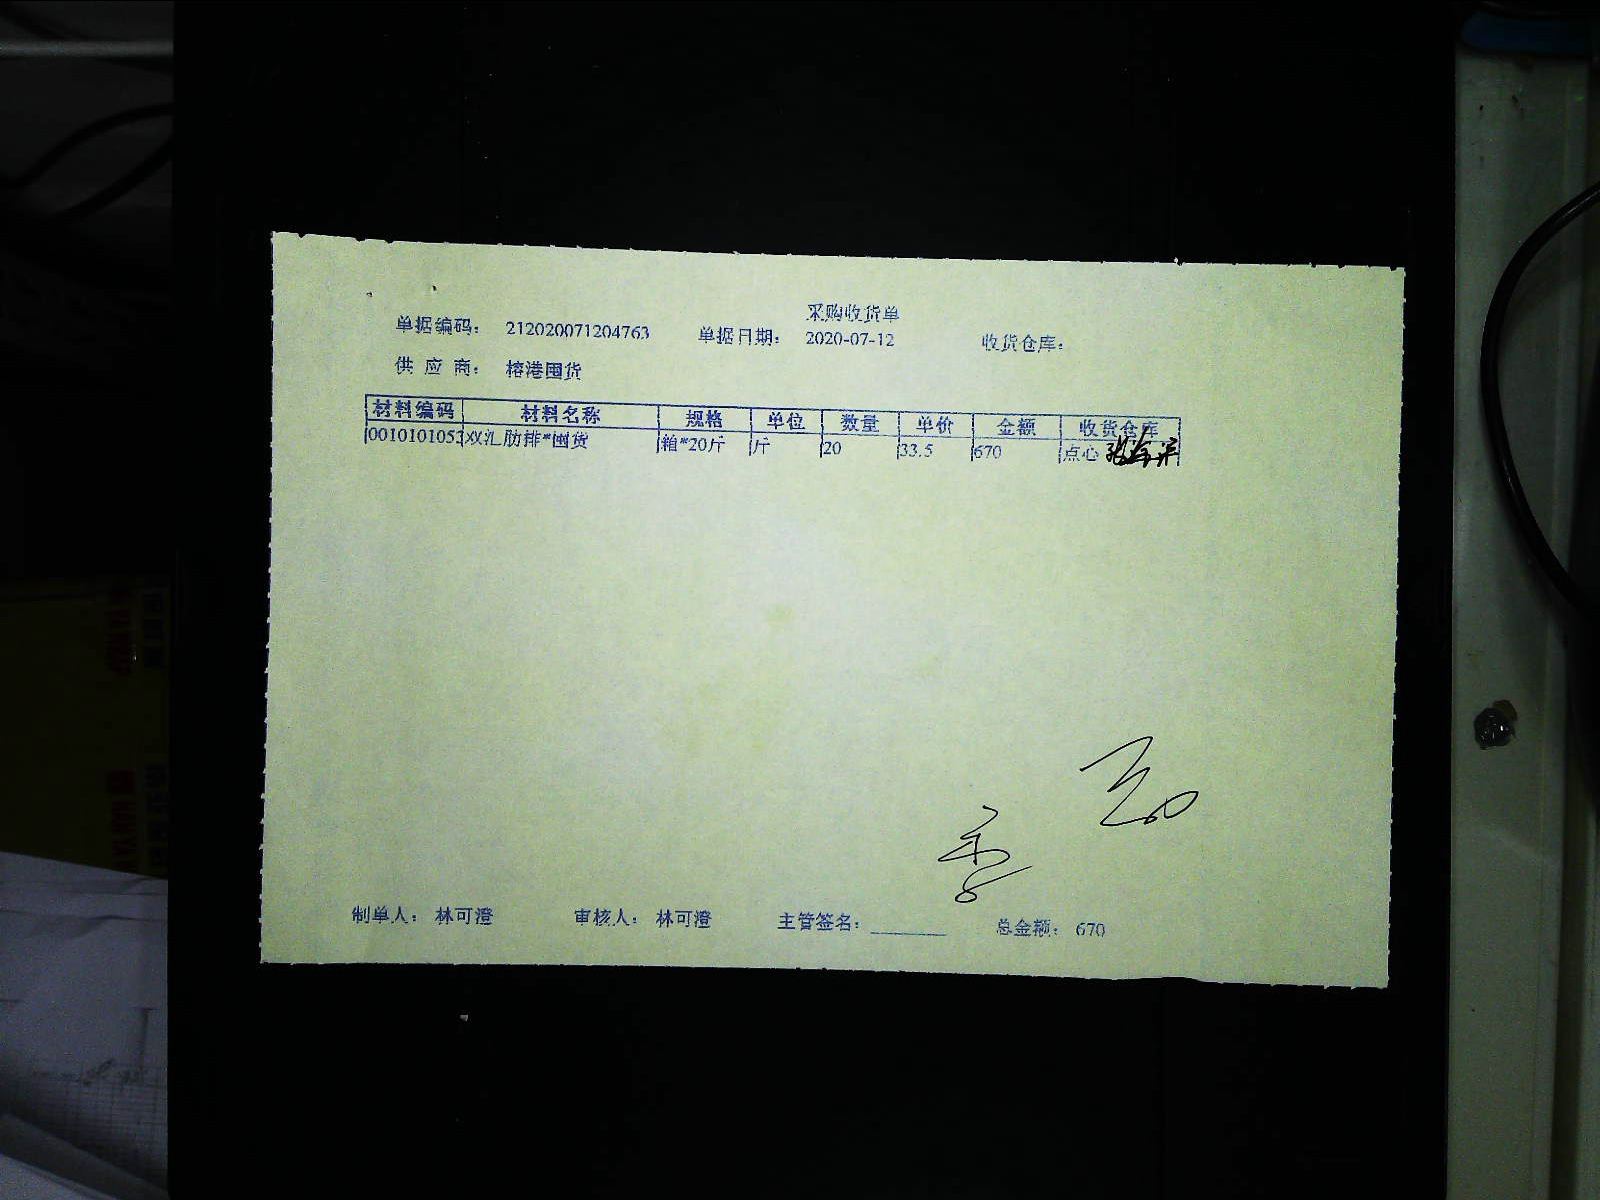 采购收货单
单据编码： 212020071204763 单据日期： 2020-07-12 收货仓库：
供 应 商： 榕港囤货
材料编码 材料名称 规格 单位 数量 单价 金额 收货仓库
0010101053 双汇肋排*囤货 箱*20斤 斤 20 33.5 670 点心
制单人： 林可澄 审核人： 林可澄 主管签名： 总金额： 670